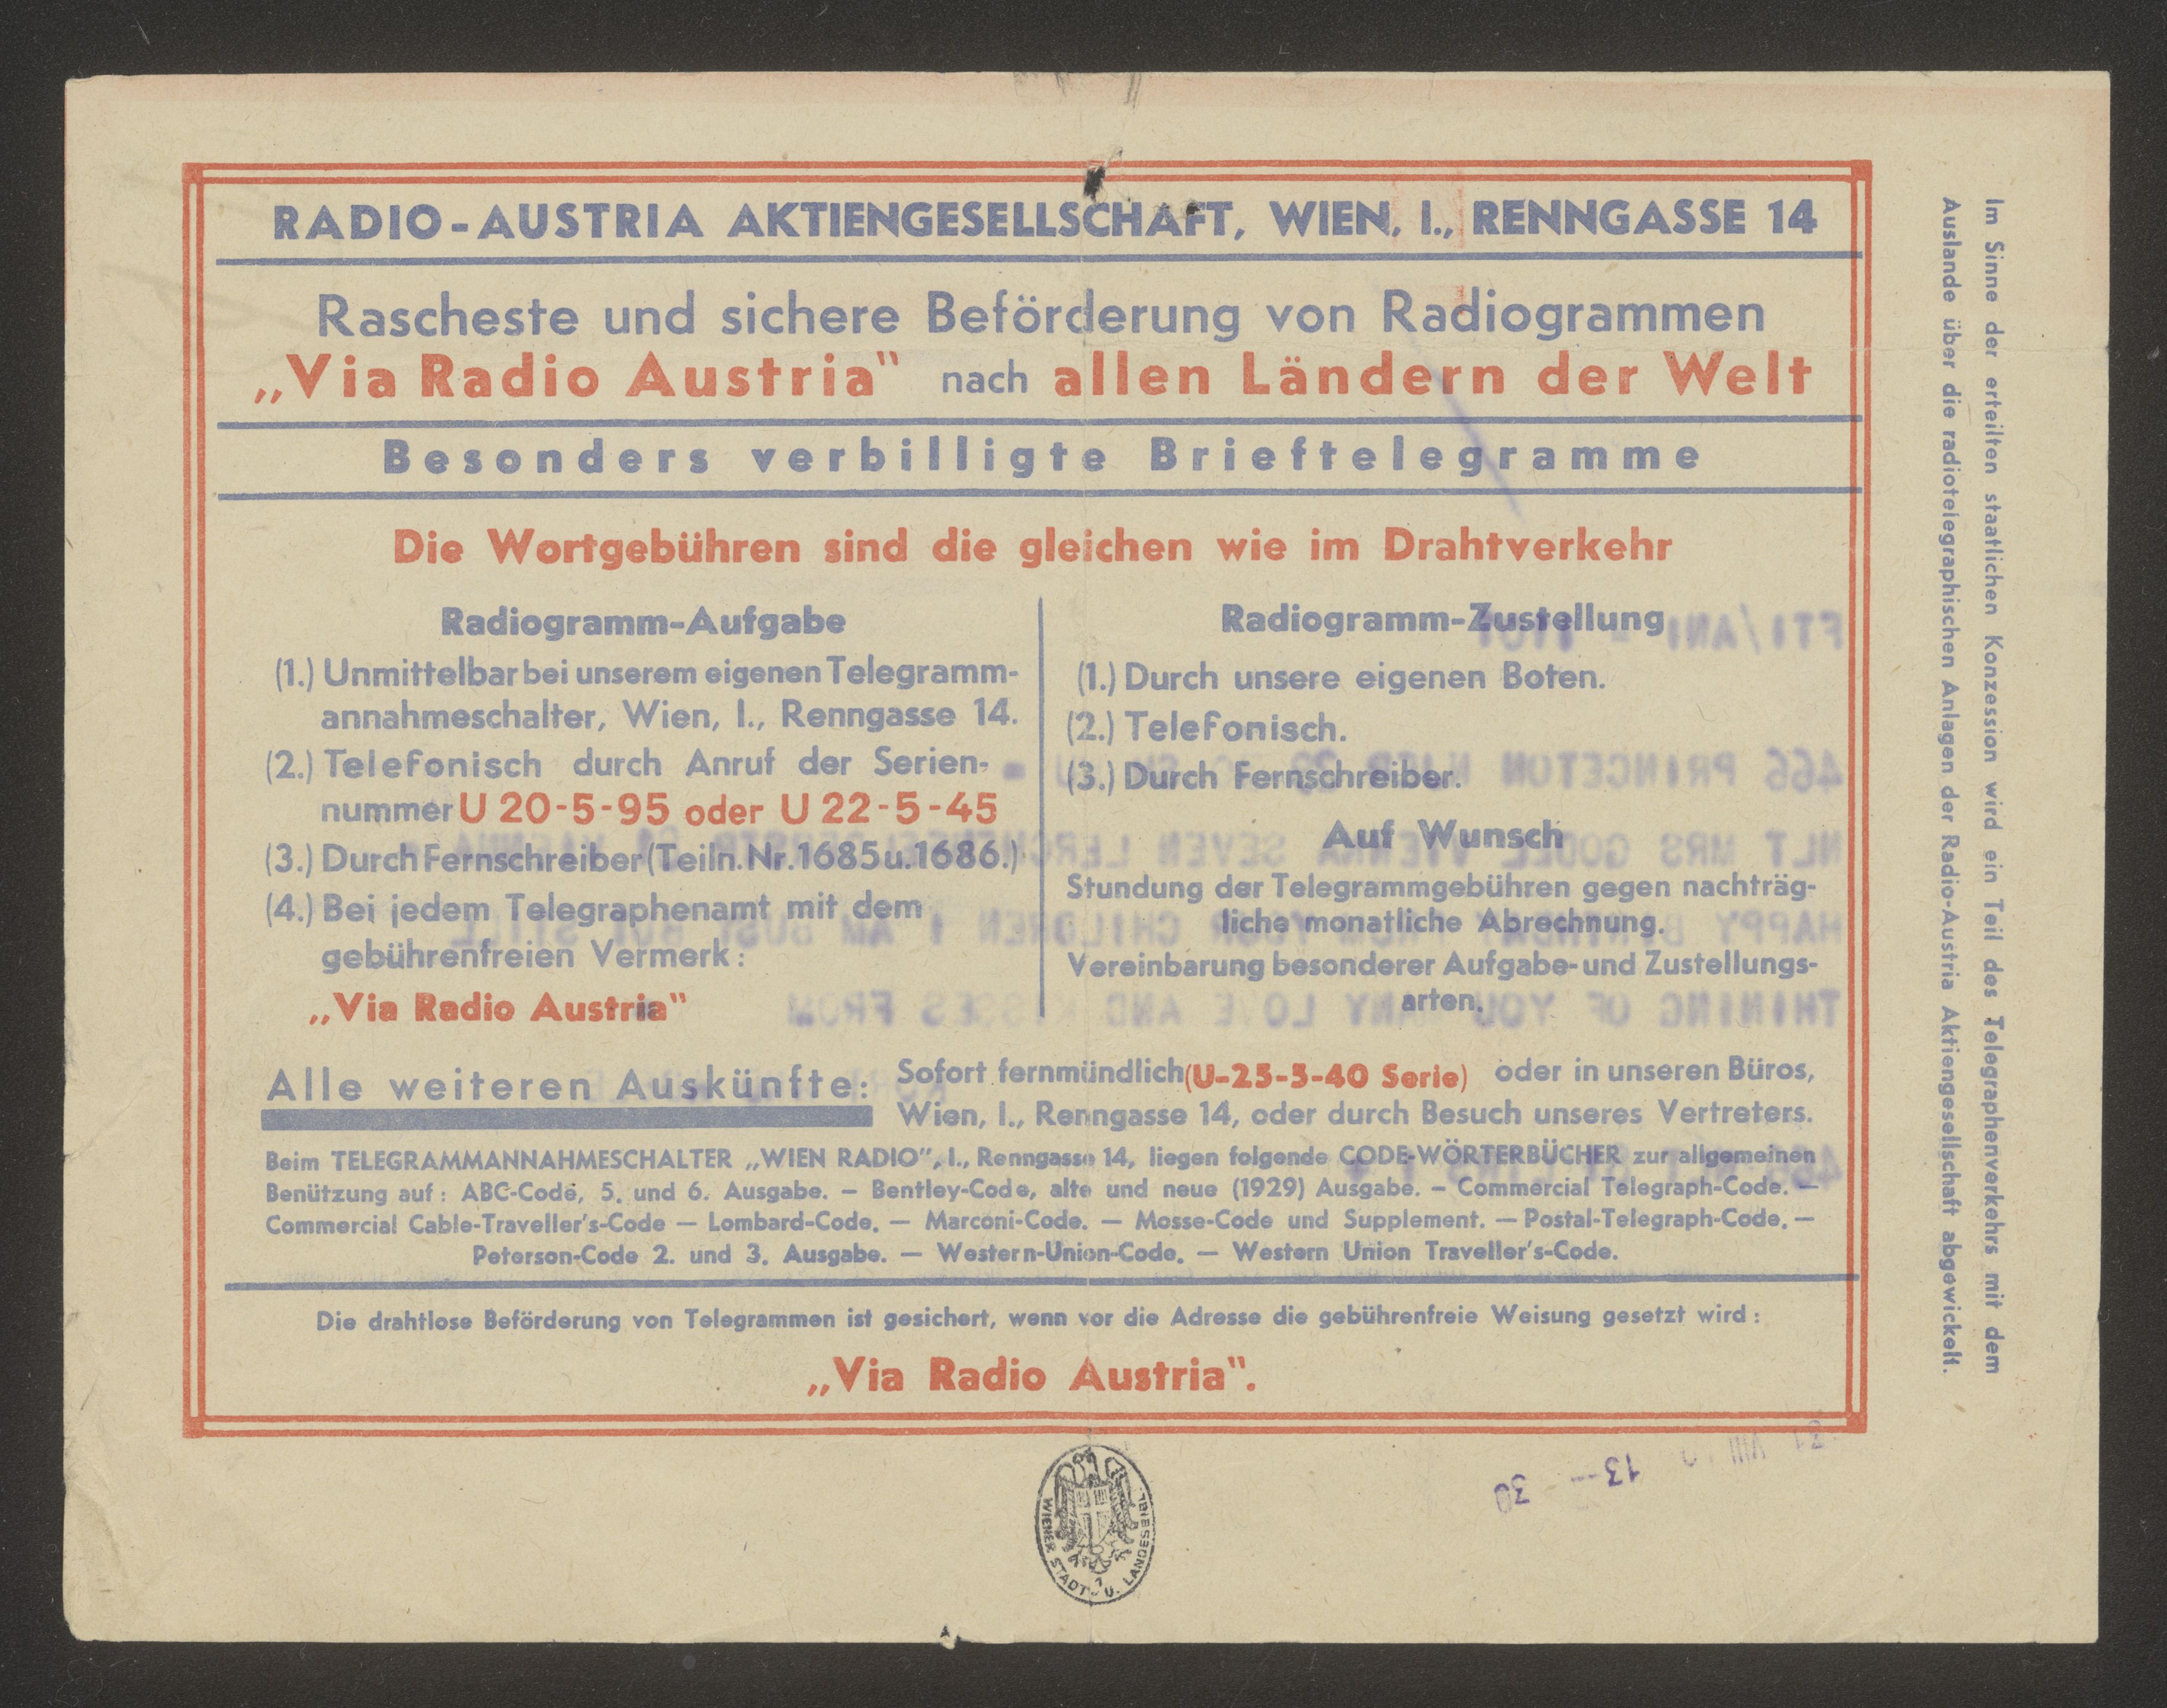 RADIO-AUSTRIA AKTIENGESELLSCHAFT, WIEN, I., RENNGASSE 14
Rascheste und sichere Beförderung von Radiogrammen
„Via Radio Austria" nach allen Ländern der Welt
Besonders verbilligte Brieftelegramme
Die Wortgebühren sind die gleichen wie im Drahtverkehr
Radiogramm-Aufgabe
(1.) Unmittelbar bei unserem eigenen Telegramm-
annahmeschalter, Wien, I., Renngasse 14.
(2.) Telefonisch durch Anruf der Serien-
nummer U 20-5-95 oder U 22-5-45
(3.) Durch Fernschreiber (Teiln. Nr. 1685 u. 1686.)
(4.) Bei jedem Telegraphenamt mit dem
gebührenfreien Vermerk:
„Via Radio Austria"
Radiogramm-Zustellung
(1.) Durch unsere eigenen Boten.
(2.) Telefonisch.
(3.) Durch Fernschreiber.
Auf Wunsch
Stundung der Telegrammgebühren gegen nachträg-
liche monatliche Abrechnung.
Vereinbarung besonderer Aufgabe- und Zustellungs-
arten.
Alle weiteren Auskünfte: Sofort fernmündlich (U-25-5-40 Serie) oder in unseren Büros,
Wien, I., Renngasse 14, oder durch Besuch unseres Vertreters.
Beim TELEGRAMMANNAHMESCHALTER „WIEN RADIO", I., Renngasse 14, liegen folgende CODE-WÖRTERBÜCHER zur allgemeinen
Benützung auf: ABC-Code, 5. und 6. Ausgabe. — Bentley-Code, alte und neue (1929) Ausgabe. — Commercial Telegraph-Code. —
Commercial Cable-Traveller's-Code — Lombard-Code. — Marconi-Code. — Mosse-Code und Supplement. — Postal-Telegraph-Code. —
Peterson-Code 2. und 3. Ausgabe. — Western-Union-Code. — Western Union Traveller's-Code.
Die drahtlose Beförderung von Telegrammen ist gesichert, wenn vor die Adresse die gebührenfreie Weisung gesetzt wird:
„Via Radio Austria".
Im Sinne der erteilten staatlichen Konzession wird ein Teil des Telegraphenverkehrs mit dem
Auslande über die radiotelegraphischen Anlagen der Radio-Austria Aktiengesellschaft abgewickelt.
WIENER STADT- U. LANDESBIBL.
13-- 30